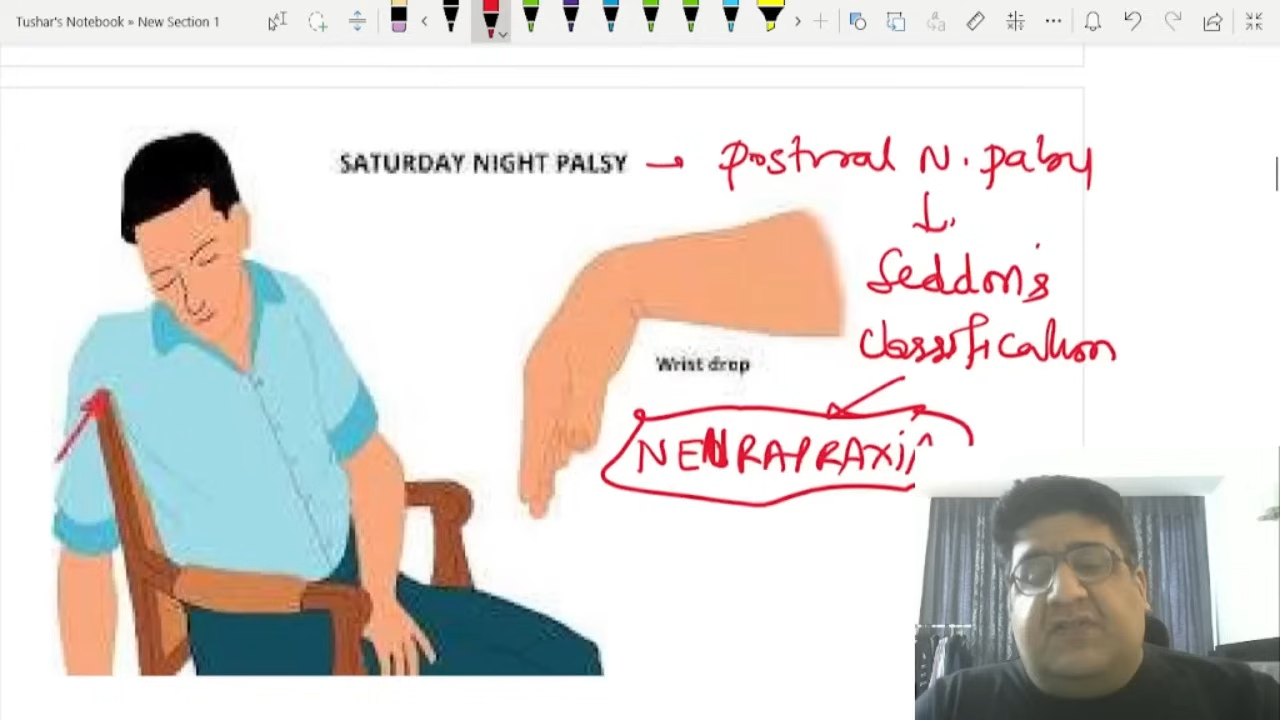 Tushar's Notebook » New Section 1
SATURDAY NIGHT PALSY → Postural N. palsy
↓
Seddon's
classification
Wrist drop
NEURAPRAXIA